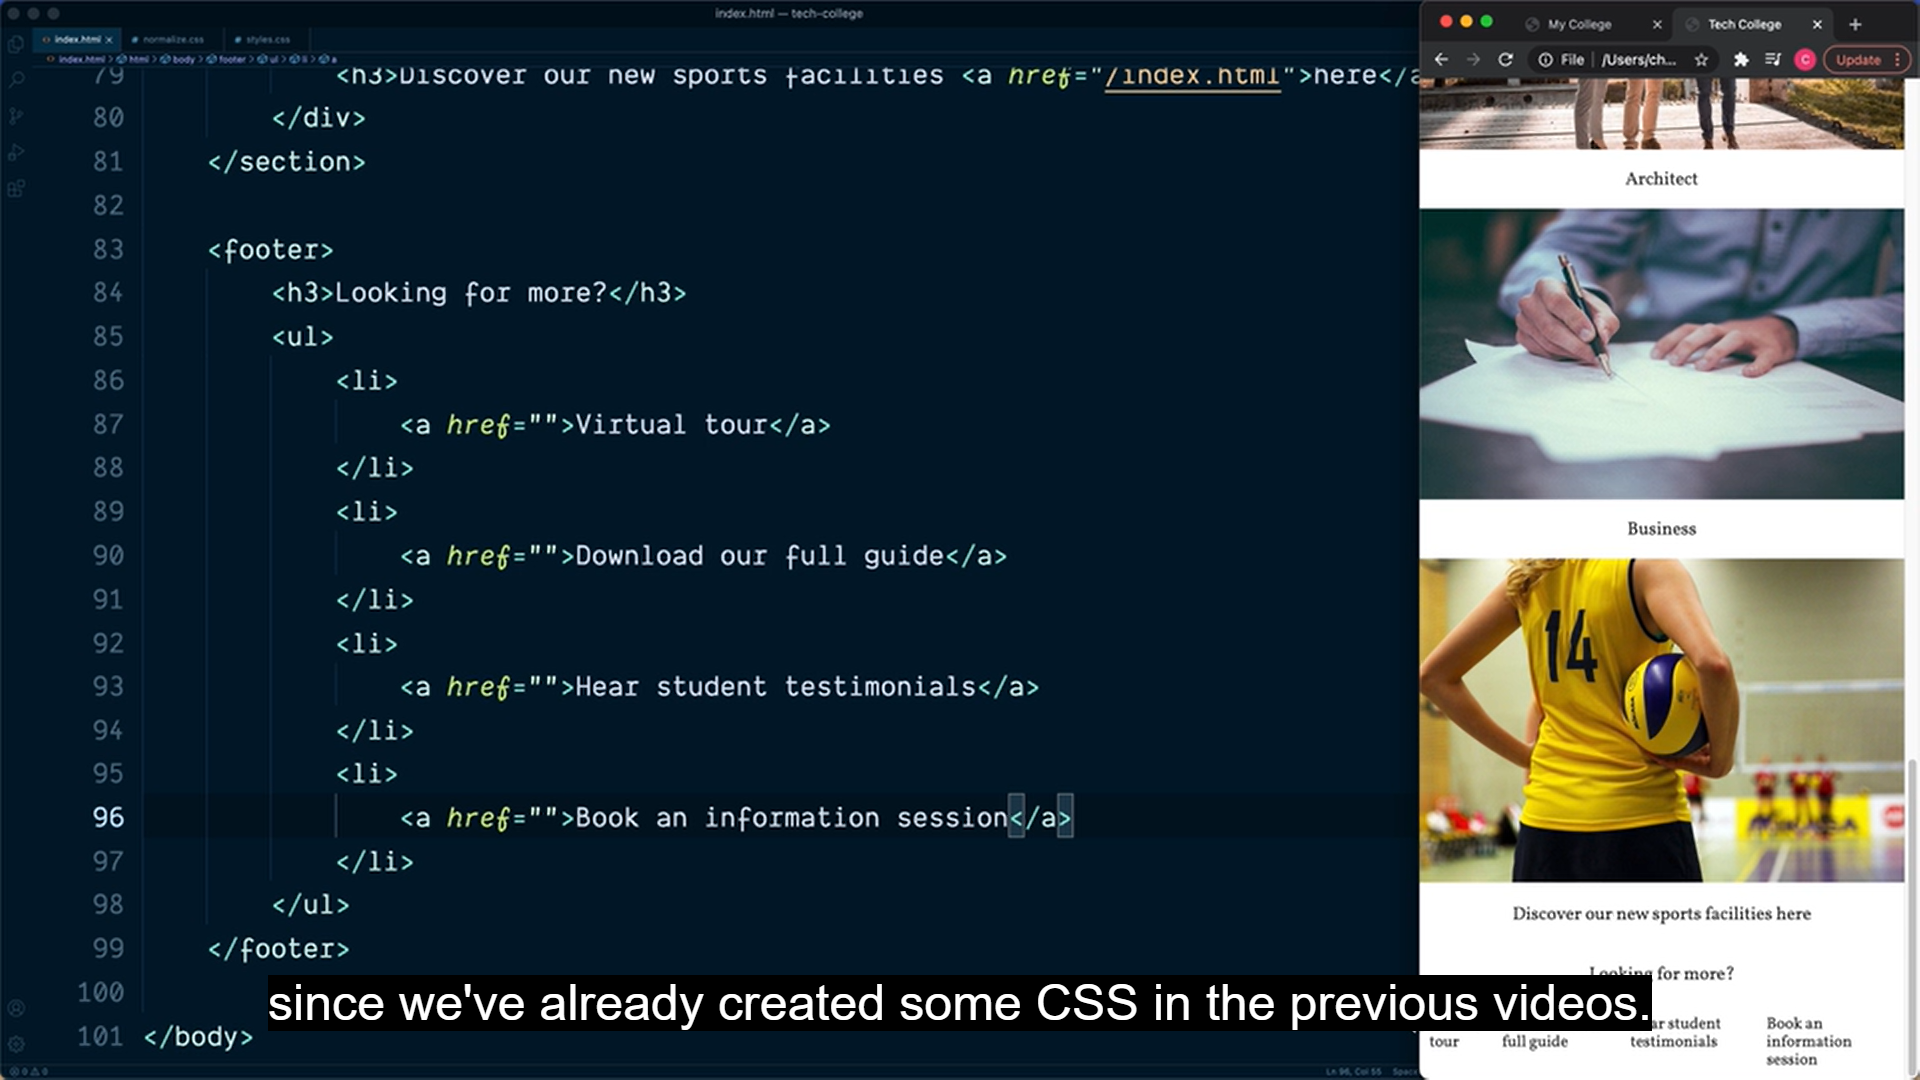 index.html — tech-college
index.html × normalize.css styles.css
index.html > html > body > footer > ul > li > a
79 <h3>Discover our new sports facilities <a href="/index.html">here</a
80 </div>
81 </section>
82
83 <footer>
84 <h3>Looking for more?</h3>
85 <ul>
86 <li>
87 <a href="">Virtual tour</a>
88 </li>
89 <li>
90 <a href="">Download our full guide</a>
91 </li>
92 <li>
93 <a href="">Hear student testimonials</a>
94 </li>
95 <li>
96 <a href="">Book an information session</a>
97 </li>
98 </ul>
99 </footer>
100
101 </body>
since we've already created some CSS in the previous videos.
Ln 96, Col 55
My College × Tech College × +
File | /Users/ch... Update
Architect
Business
14
Discover our new sports facilities here
Looking for more?
tour
full guide
ar student
testimonials
Book an
information
session